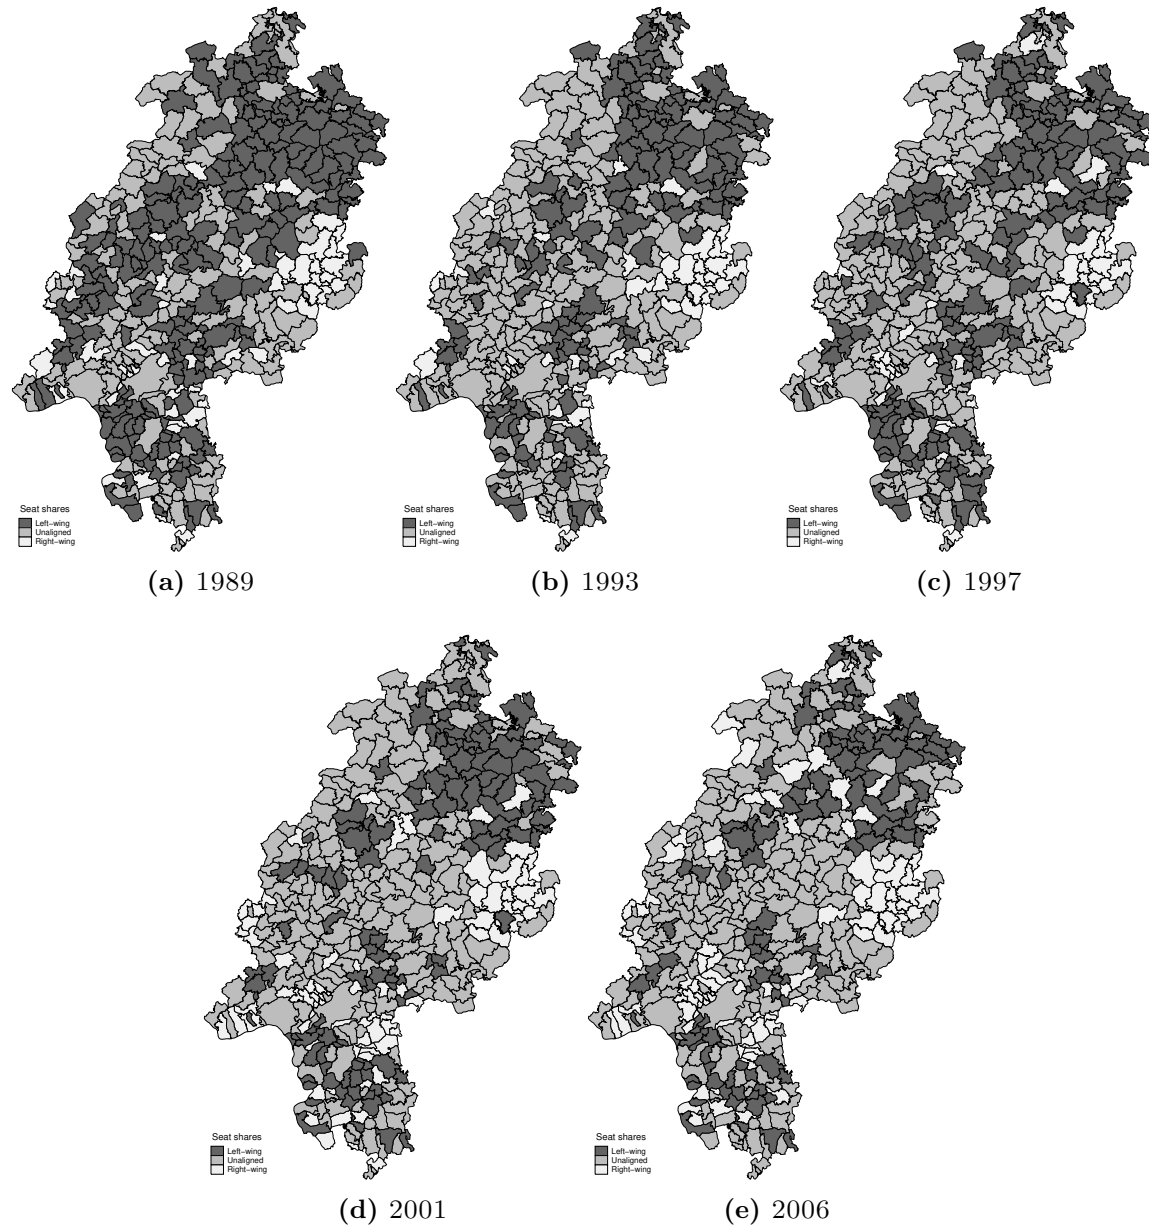 Seat shares
Left-wing
Unaligned
Right-wing
(a) 1989
Seat shares
Left-wing
Unaligned
Right-wing
(b) 1993
Seat shares
Left-wing
Unaligned
Right-wing
(c) 1997
Seat shares
Left-wing
Unaligned
Right-wing
(d) 2001
Seat shares
Left-wing
Unaligned
Right-wing
(e) 2006